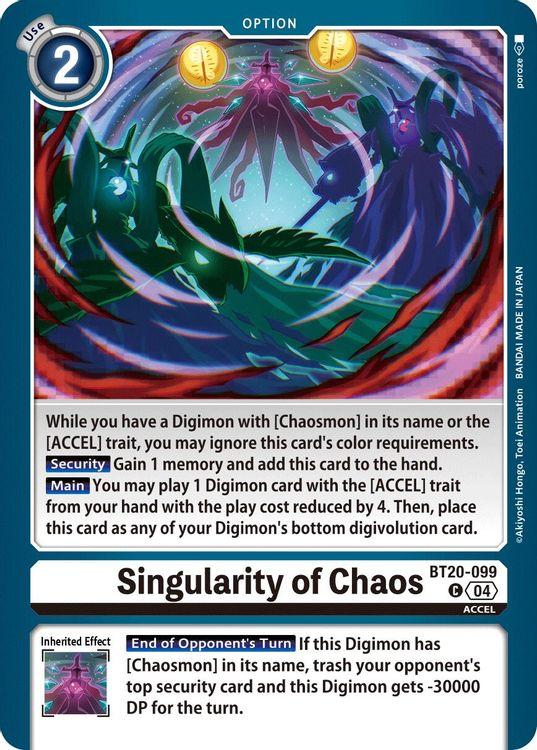 OPTION
Use
2
poroze
While you have a Digimon with [Chaosmon] in its name or the
[ACCEL] trait, you may ignore this card's color requirements.
Security Gain 1 memory and add this card to the hand.
Main You may play 1 Digimon card with the [ACCEL] trait
from your hand with the play cost reduced by 4. Then, place
this card as any of your Digimon's bottom digivolution card.
©Akiyoshi Hongo, Toei Animation BANDAI MADE IN JAPAN
Singularity of Chaos
BT20-099
C 04
ACCEL
Inherited Effect
End of Opponent's Turn If this Digimon has
[Chaosmon] in its name, trash your opponent's
top security card and this Digimon gets -30000
DP for the turn.